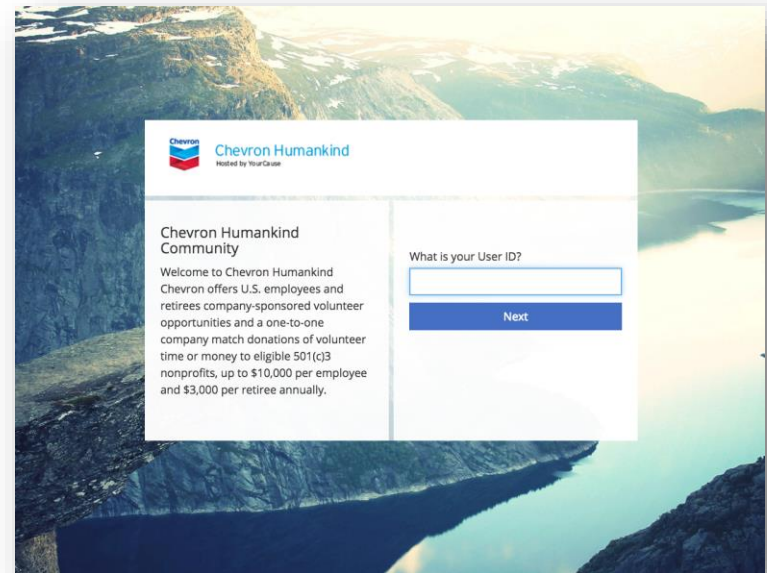 Chevron
Chevron Humankind
Hosted by YourCause
Chevron Humankind
Community
Welcome to Chevron Humankind
Chevron offers U.S. employees and
retirees company-sponsored volunteer
opportunities and a one-to-one
company match donations of volunteer
time or money to eligible 501(c)3
nonprofits, up to $10,000 per employee
and $3,000 per retiree annually.
What is your User ID?
Next